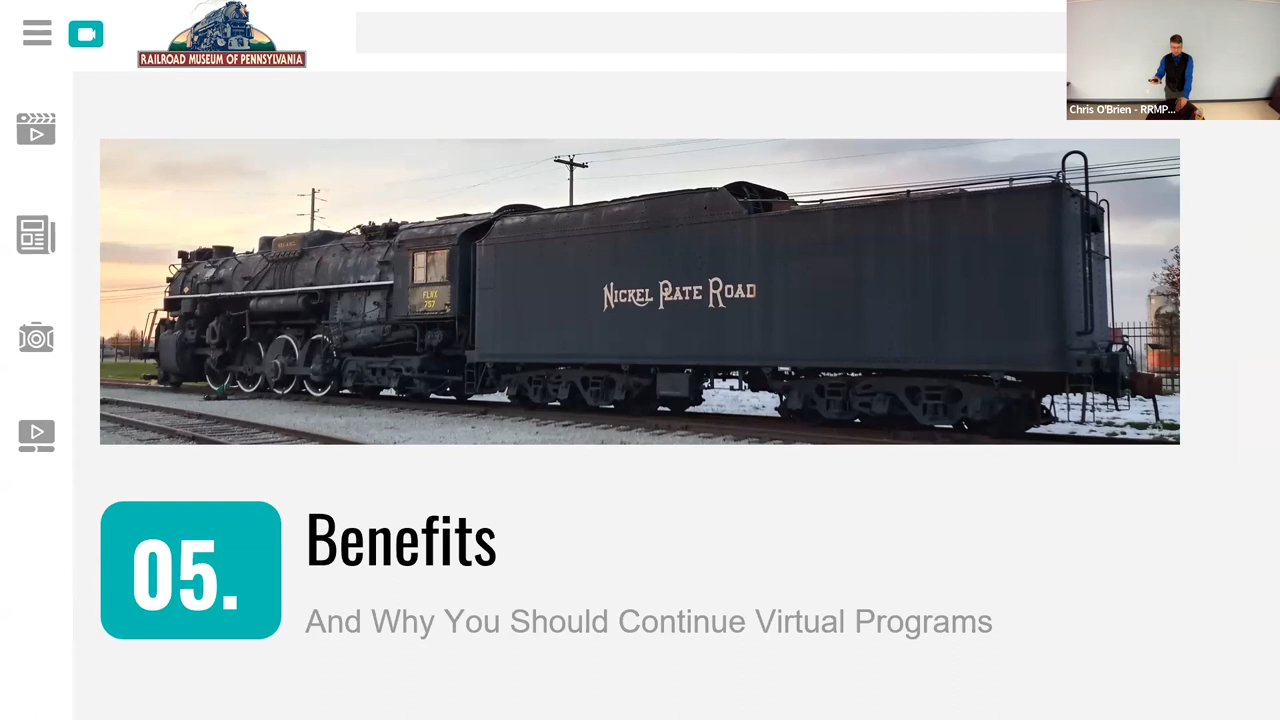 RAILROAD MUSEUM OF PENNSYLVANIA
Chris O'Brien - RRMP...
FLNX
757
NICKEL PLATE ROAD
05.
Benefits
And Why You Should Continue Virtual Programs